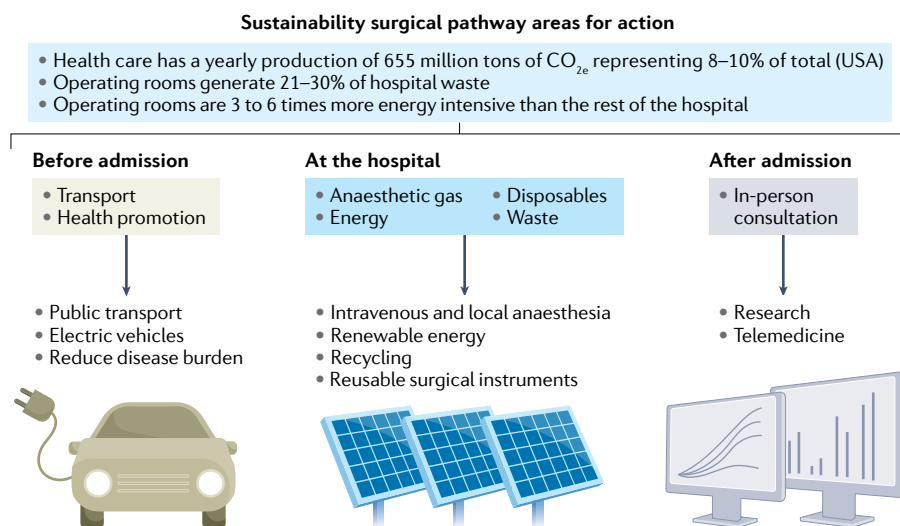 Sustainability surgical pathway areas for action
• Health care has a yearly production of 655 million tons of CO2e representing 8–10% of total (USA)
• Operating rooms generate 21–30% of hospital waste
• Operating rooms are 3 to 6 times more energy intensive than the rest of the hospital
Before admission
• Transport
• Health promotion
• Public transport
• Electric vehicles
• Reduce disease burden
At the hospital
• Anaesthetic gas
• Energy
• Disposables
• Waste
• Intravenous and local anaesthesia
• Renewable energy
• Recycling
• Reusable surgical instruments
After admission
• In-person
consultation
• Research
• Telemedicine